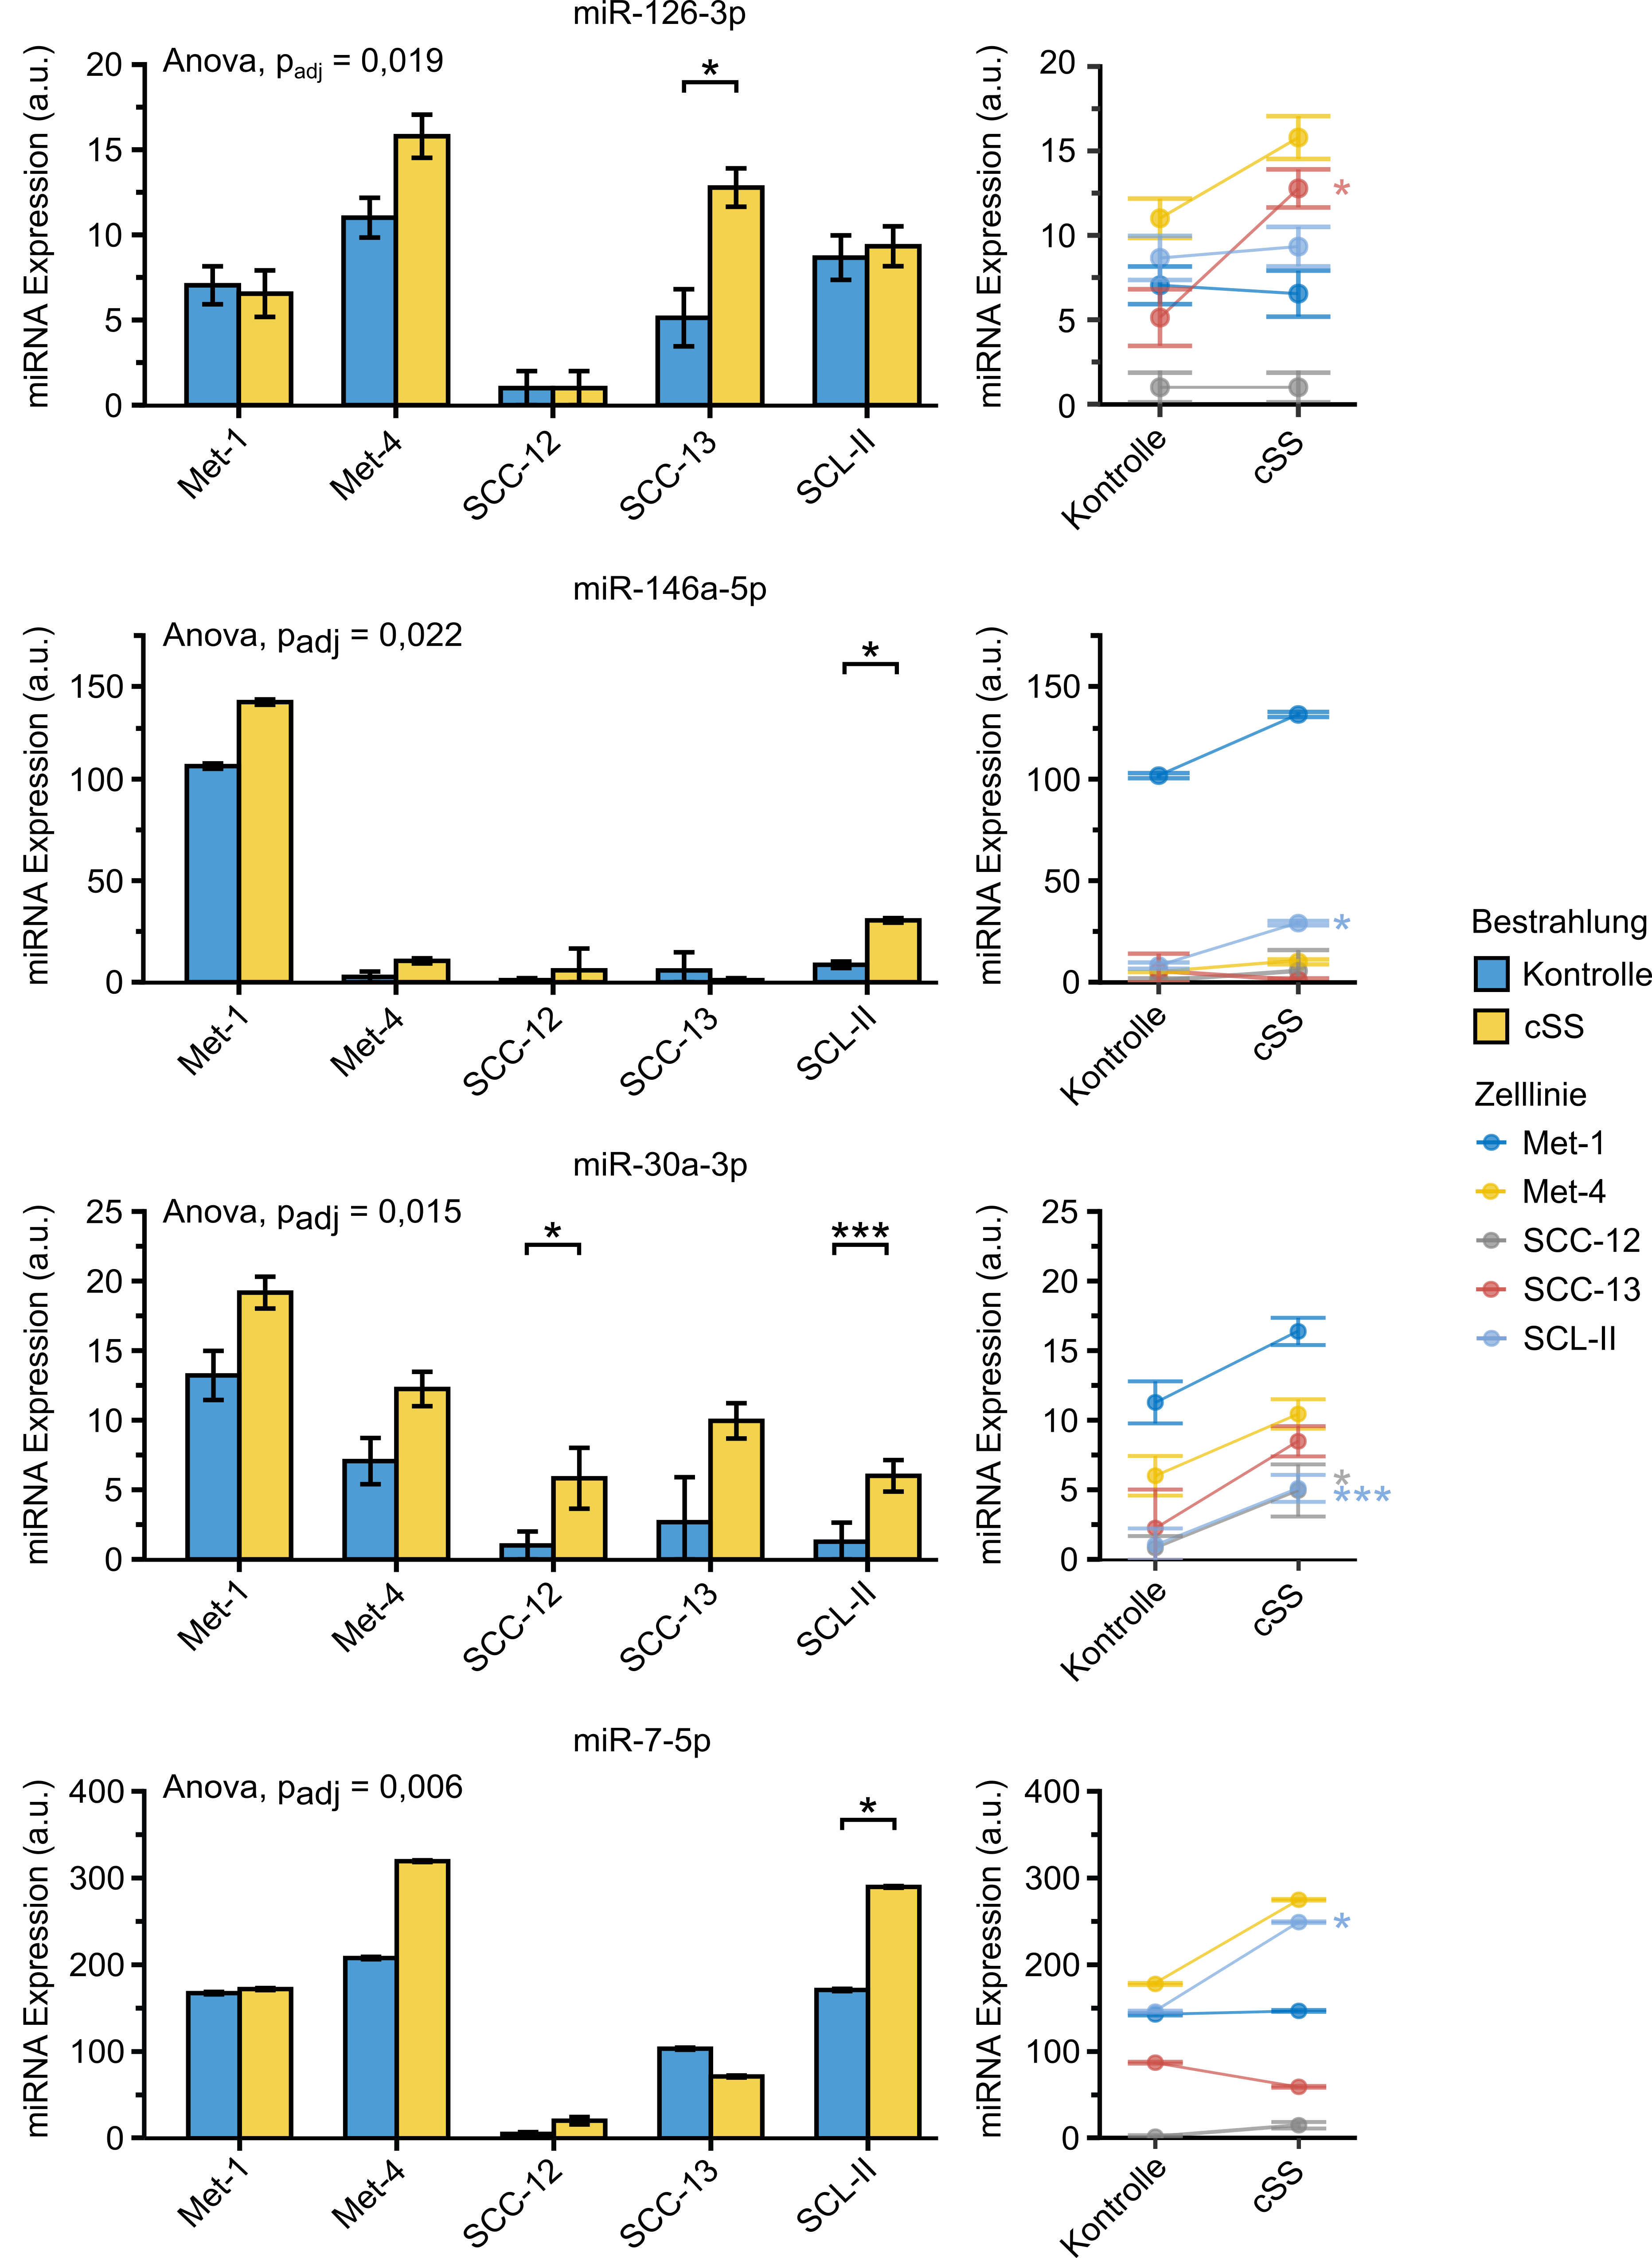 miR-126-3p
miRNA Expression (a.u.)
Anova, padj = 0,019
20
15
10
5
0
*
Met-1
Met-4
SCC-12
SCC-13
SCL-II
miRNA Expression (a.u.)
20
15
10
5
0
*
Kontrolle
cSS
miR-146a-5p
miRNA Expression (a.u.)
Anova, padj = 0,022
150
100
50
0
*
Met-1
Met-4
SCC-12
SCC-13
SCL-II
miRNA Expression (a.u.)
150
100
50
0
*
Kontrolle
cSS
Bestrahlung
Kontrolle
cSS
Zelllinie
Met-1
Met-4
SCC-12
SCC-13
SCL-II
miR-30a-3p
miRNA Expression (a.u.)
Anova, padj = 0,015
25
20
15
10
5
0
*
***
Met-1
Met-4
SCC-12
SCC-13
SCL-II
miRNA Expression (a.u.)
25
20
15
10
5
0
*
***
Kontrolle
cSS
miR-7-5p
miRNA Expression (a.u.)
Anova, padj = 0,006
400
300
200
100
0
*
Met-1
Met-4
SCC-12
SCC-13
SCL-II
miRNA Expression (a.u.)
400
300
200
100
0
*
Kontrolle
cSS